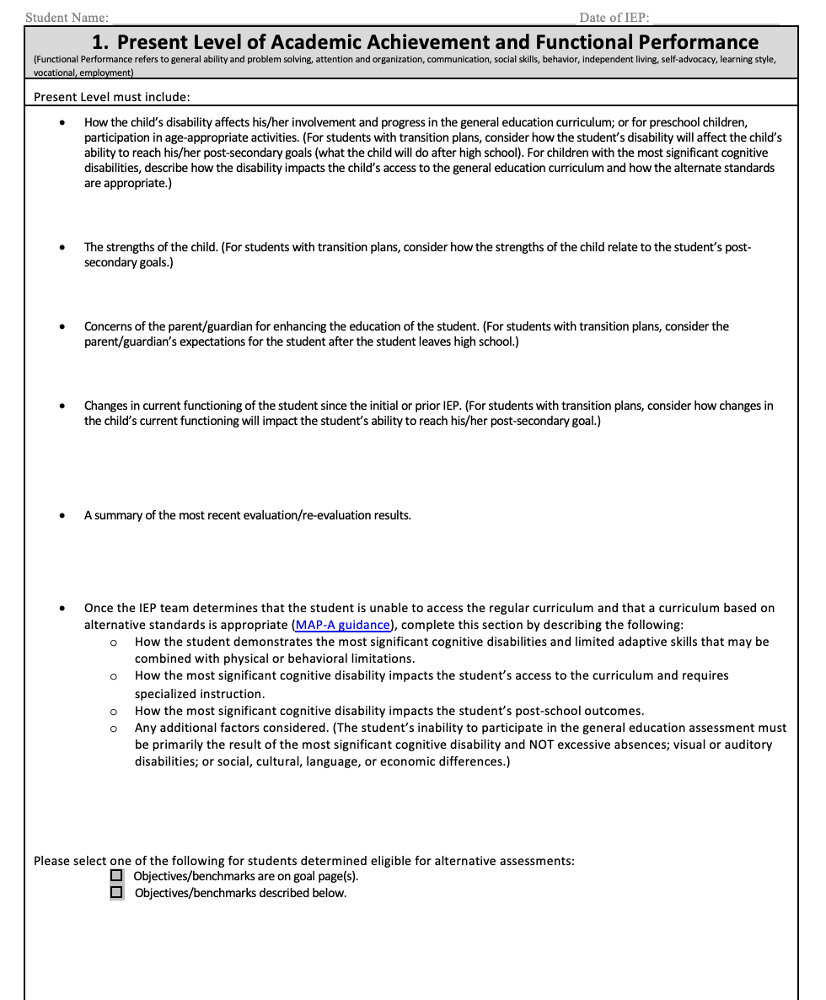 Student Name: Date of IEP:
1. Present Level of Academic Achievement and Functional Performance
(Functional Performance refers to general ability and problem solving, attention and organization, communication, social skills, behavior, independent living, self-advocacy, learning style,
vocational, employment)
Present Level must include:
• How the child’s disability affects his/her involvement and progress in the general education curriculum; or for preschool children,
participation in age-appropriate activities. (For students with transition plans, consider how the student’s disability will affect the child’s
ability to reach his/her post-secondary goals (what the child will do after high school). For children with the most significant cognitive
disabilities, describe how the disability impacts the child’s access to the general education curriculum and how the alternate standards
are appropriate.)
• The strengths of the child. (For students with transition plans, consider how the strengths of the child relate to the student’s post-
secondary goals.)
• Concerns of the parent/guardian for enhancing the education of the student. (For students with transition plans, consider the
parent/guardian’s expectations for the student after the student leaves high school.)
• Changes in current functioning of the student since the initial or prior IEP. (For students with transition plans, consider how changes in
the child’s current functioning will impact the student’s ability to reach his/her post-secondary goal.)
• A summary of the most recent evaluation/re-evaluation results.
• Once the IEP team determines that the student is unable to access the regular curriculum and that a curriculum based on
alternative standards is appropriate (MAP-A guidance), complete this section by describing the following:
o How the student demonstrates the most significant cognitive disabilities and limited adaptive skills that may be
combined with physical or behavioral limitations.
o How the most significant cognitive disability impacts the student’s access to the curriculum and requires
specialized instruction.
o How the most significant cognitive disability impacts the student’s post-school outcomes.
o Any additional factors considered. (The student’s inability to participate in the general education assessment must
be primarily the result of the most significant cognitive disability and NOT excessive absences; visual or auditory
disabilities; or social, cultural, language, or economic differences.)
Please select one of the following for students determined eligible for alternative assessments:
Objectives/benchmarks are on goal page(s).
Objectives/benchmarks described below.